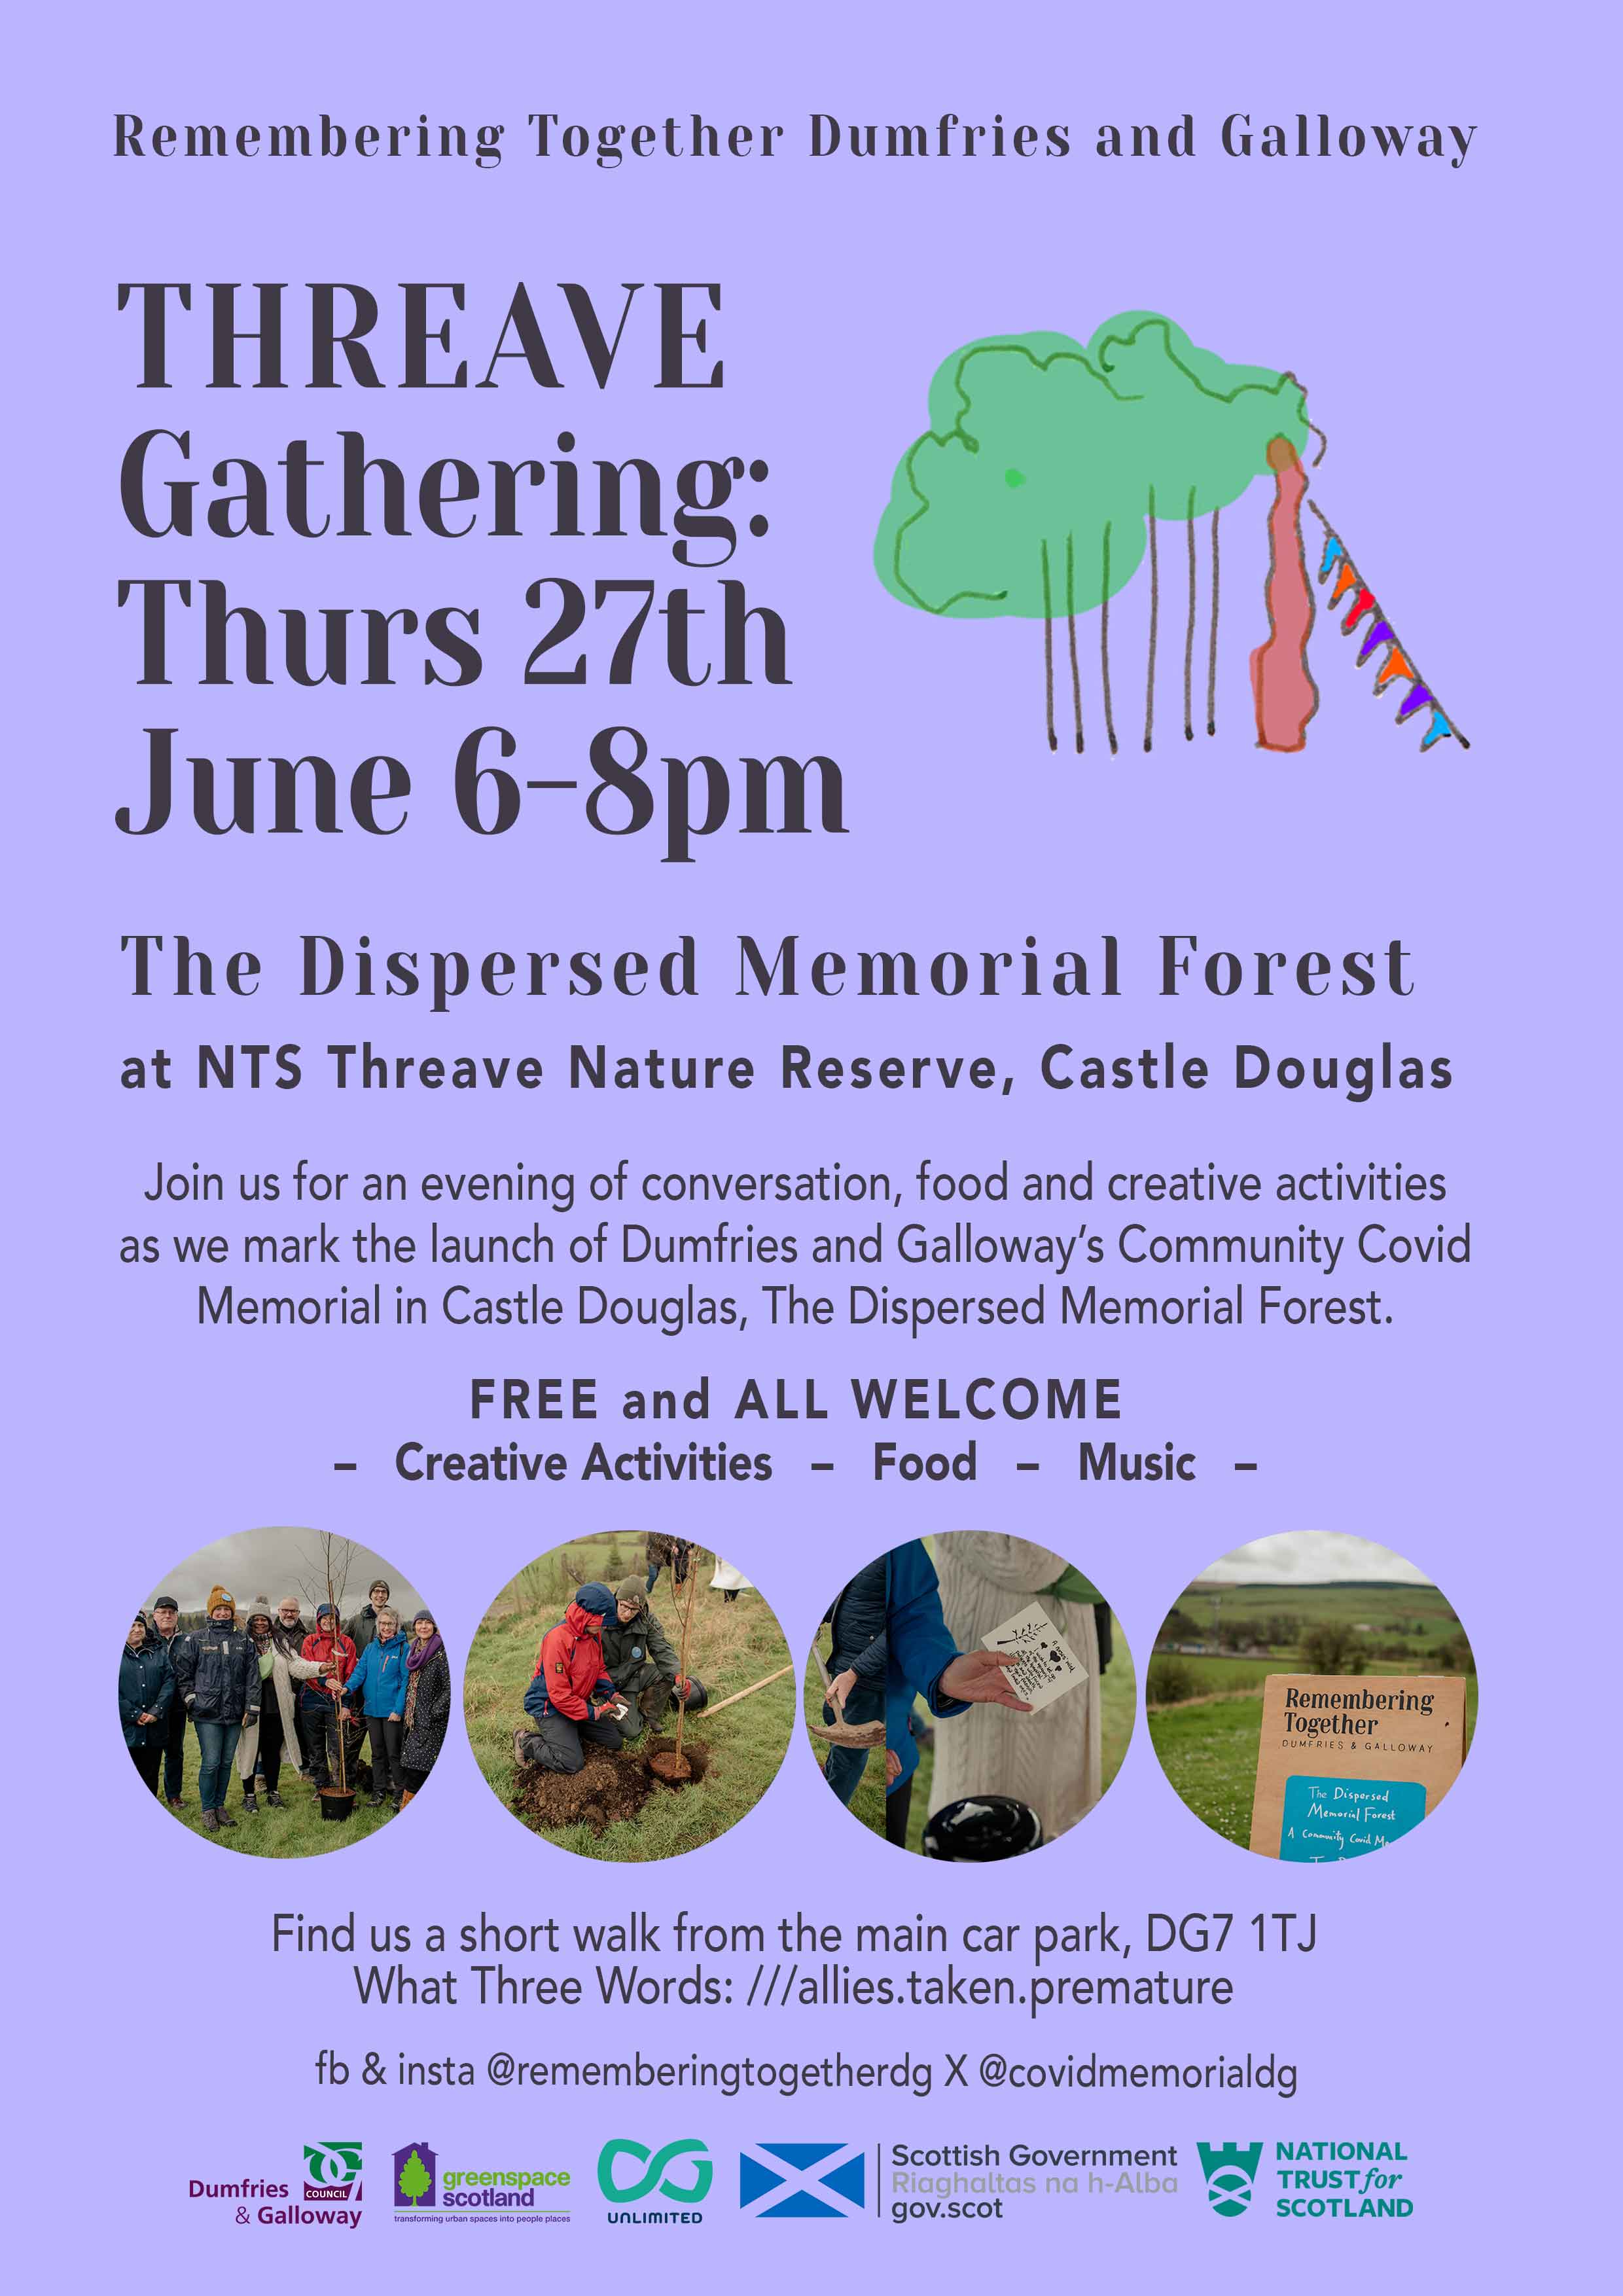 Remembering Together Dumfries and Galloway
THREAVE
Gathering:
Thurs 27th
June 6-8pm
The Dispersed Memorial Forest
at NTS Threave Nature Reserve, Castle Douglas
Join us for an evening of conversation, food and creative activities
as we mark the launch of Dumfries and Galloway's Community Covid
Memorial in Castle Douglas, The Dispersed Memorial Forest.
FREE and ALL WELCOME
– Creative Activities – Food – Music –
Remembering
Together
DUMFRIES & GALLOWAY
The Dispersed
Memorial Forest
A Community Covid
Find us a short walk from the main car park, DG7 1TJ
What Three Words: ///allies.taken.premature
fb & insta @rememberingtogetherdg X @covidmemorialdg
Dumfries
& Galloway
COUNCIL
greenspace
scotland
transforming urban spaces into people places
UNLIMITED
Scottish Government
Riaghaltas na h-Alba
gov.scot
NATIONAL
TRUST for
SCOTLAND